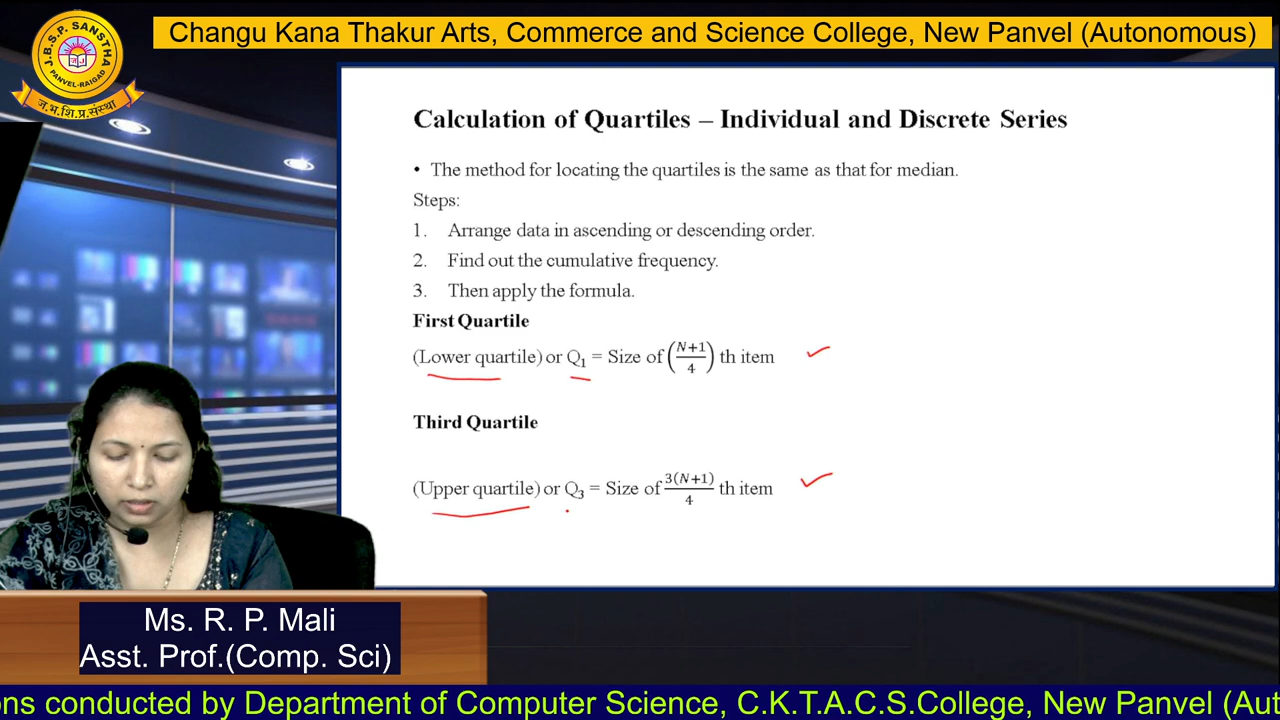 Changu Kana Thakur Arts, Commerce and Science College, New Panvel (Autonomous)
J.B.S.P. SANSTHA
PANVEL-RAIGAD
ज.भ.शि.प्र.संस्था
Calculation of Quartiles – Individual and Discrete Series
• The method for locating the quartiles is the same as that for median.
Steps:
1. Arrange data in ascending or descending order.
2. Find out the cumulative frequency.
3. Then apply the formula.
First Quartile
(Lower quartile) or Q₁ = Size of ((N+1)/4) th item
Third Quartile
(Upper quartile) or Q₃ = Size of 3(N+1)/4 th item
Ms. R. P. Mali
Asst. Prof.(Comp. Sci)
ons conducted by Department of Computer Science, C.K.T.A.C.S.College, New Panvel (Aut